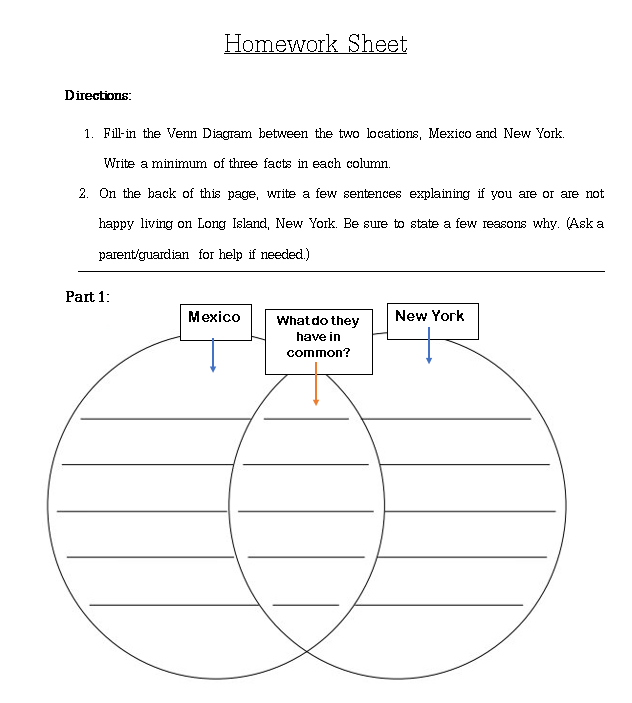 Homework Sheet
Directions:
1. Fill-in the Venn Diagram between the two locations, Mexico and New York.
Write a minimum of three facts in each column.
2. On the back of this page, write a few sentences explaining if you are or are not
happy living on Long Island, New York. Be sure to state a few reasons why. (Ask a
parent/guardian for help if needed.)
Part 1:
Mexico
What do they
have in
common?
New York